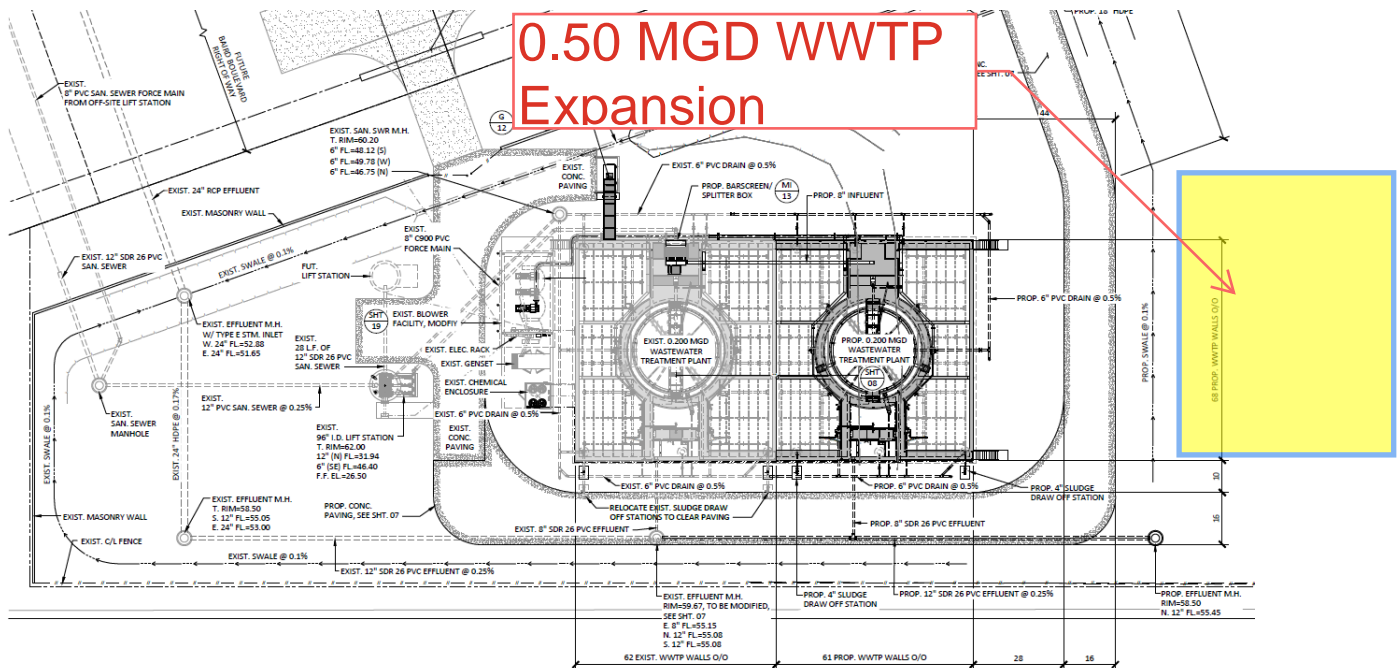 0.50 MGD WWTP
Expansion
PROP. 18" HDPE
44
FUTURE
BAIRD BOULEVARD
RIGHT OF WAY
EXIST.
8" PVC SAN. SEWER FORCE MAIN
FROM OFF-SITE LIFT STATION
EXIST. SAN. SWR M.H.
T. RIM=60.20
6" FL.=48.12 (S)
6" FL.=49.78 (W)
6" FL.=46.75 (N)
G
12
EXIST.
CONC.
PAVING
EXIST. 6" PVC DRAIN @ 0.5%
PROP. BARSCREEN/
SPLITTER BOX
MI
13
PROP. 8" INFLUENT
EXIST. 24" RCP EFFLUENT
EXIST. MASONRY WALL
EXIST.
8" C900 PVC
FORCE MAIN
EXIST. 12" SDR 26 PVC
SAN. SEWER
EXIST. SWALE @ 0.1%
FUT.
LIFT STATION
SHT
19
EXIST. BLOWER
FACILITY, MODFIY
EXIST. EFFLUENT M.H.
W/ TYPE E STM. INLET
W. 24" FL.=52.88
E. 24" FL.=51.65
EXIST.
28 L.F. OF
12" SDR 26 PVC
SAN. SEWER
EXIST. ELEC. RACK
EXIST. GENSET
EXIST. CHEMICAL
ENCLOSURE
EXIST. 6" PVC DRAIN @ 0.5%
EXIST. 0.200 MGD
WASTEWATER
TREATMENT PLANT
PROP. 0.200 MGD
WASTEWATER
TREATMENT PLANT
SHT
08
PROP. 6" PVC DRAIN @ 0.5%
PROP. SWALE @ 0.1%
68 PROP. WWTP WALLS O/O
EXIST.
12" PVC SAN. SEWER @ 0.25%
EXIST.
SAN. SEWER
MANHOLE
EXIST. SWALE @ 0.1%
EXIST. 24" HDPE @ 0.17%
EXIST.
96" I.D. LIFT STATION
T. RIM=62.00
12" (N) FL.=31.94
6" (SE) FL.=46.40
F.F. EL.=26.50
EXIST.
CONC.
PAVING
EXIST. 6" PVC DRAIN @ 0.5%
PROP. 6" PVC DRAIN @ 0.5%
PROP. 4" SLUDGE
DRAW OFF STATION
10
16
RELOCATE EXIST. SLUDGE DRAW
OFF STATIONS TO CLEAR PAVING
EXIST. EFFLUENT M.H.
T. RIM=58.50
S. 12" FL.=55.05
E. 24" FL.=53.00
PROP. CONC.
PAVING, SEE SHT. 07
EXIST. MASONRY WALL
EXIST. C/L FENCE
EXIST. 8" SDR 26 PVC EFFLUENT
PROP. 8" SDR 26 PVC EFFLUENT
EXIST. SWALE @ 0.1%
EXIST. 12" SDR 26 PVC EFFLUENT @ 0.25%
EXIST. EFFLUENT M.H.
RIM=59.67, TO BE MODIFIED,
SEE SHT. 07
E. 8" FL.=55.15
N. 12" FL.=55.08
S. 12" FL.=55.08
PROP. 4" SLUDGE
DRAW OFF STATION
PROP. 12" SDR 26 PVC EFFLUENT @ 0.25%
PROP. EFFLUENT M.H.
RIM=58.50
N. 12" FL.=55.45
62 EXIST. WWTP WALLS O/O
61 PROP. WWTP WALLS O/O
28
16